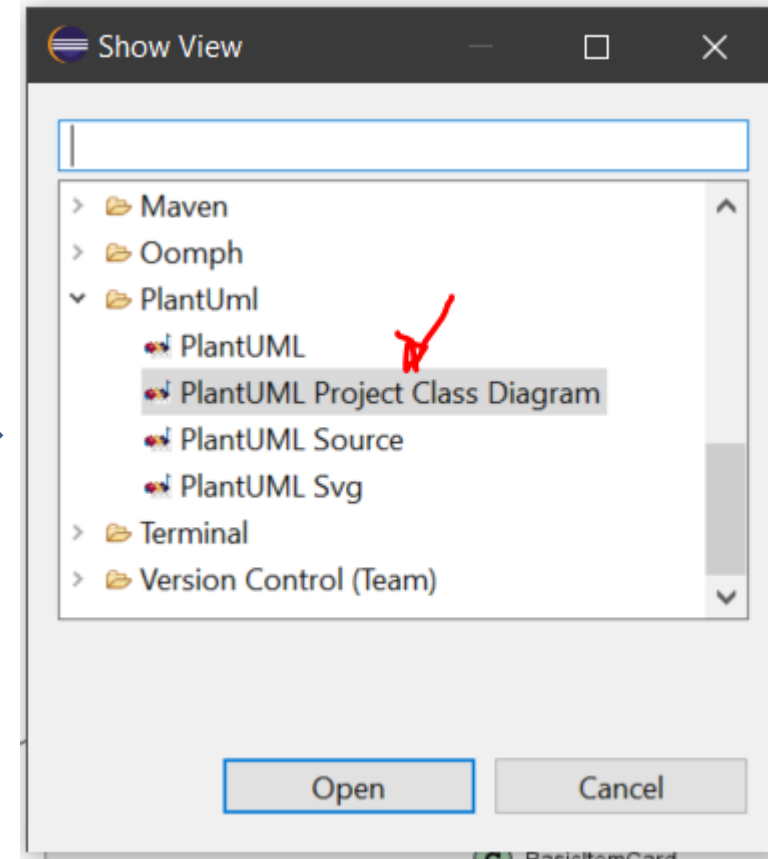 Show View
Maven
Oomph
PlantUml
PlantUML
PlantUML Project Class Diagram
PlantUML Source
PlantUML Svg
Terminal
Version Control (Team)
Open
Cancel